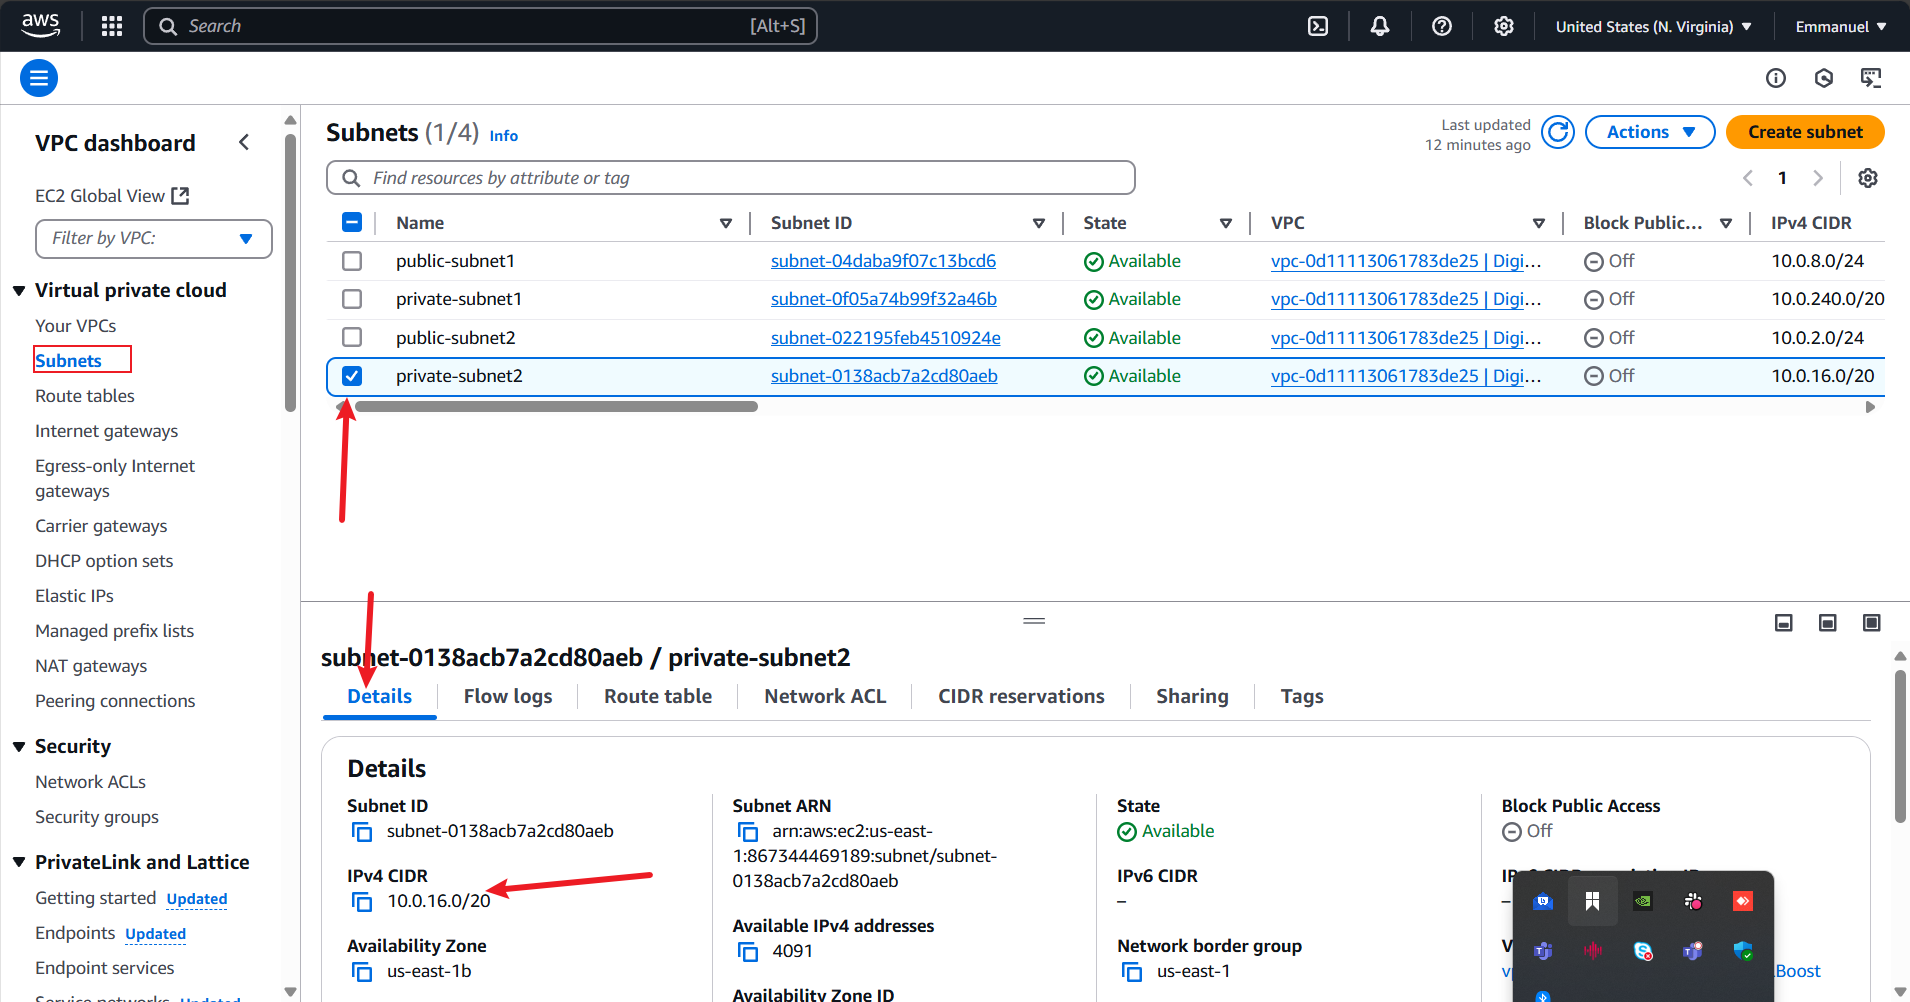 aws
Search
[Alt+S]
United States (N. Virginia)
Emmanuel
VPC dashboard
EC2 Global View
Filter by VPC:
Virtual private cloud
Your VPCs
Subnets
Route tables
Internet gateways
Egress-only Internet
gateways
Carrier gateways
DHCP option sets
Elastic IPs
Managed prefix lists
NAT gateways
Peering connections
Security
Network ACLs
Security groups
PrivateLink and Lattice
Getting started Updated
Endpoints Updated
Endpoint services
Service networks Updated
Subnets (1/4) Info
Last updated
12 minutes ago
Actions
Create subnet
Find resources by attribute or tag
1
Name Subnet ID State VPC Block Public... IPv4 CIDR
public-subnet1 subnet-04daba9f07c13bcd6 Available vpc-0d11113061783de25 | Digi... Off 10.0.8.0/24
private-subnet1 subnet-0f05a74b99f32a46b Available vpc-0d11113061783de25 | Digi... Off 10.0.240.0/20
public-subnet2 subnet-022195feb4510924e Available vpc-0d11113061783de25 | Digi... Off 10.0.2.0/24
private-subnet2 subnet-0138acb7a2cd80aeb Available vpc-0d11113061783de25 | Digi... Off 10.0.16.0/20
subnet-0138acb7a2cd80aeb / private-subnet2
Details Flow logs Route table Network ACL CIDR reservations Sharing Tags
Details
Subnet ID
subnet-0138acb7a2cd80aeb
IPv4 CIDR
10.0.16.0/20
Availability Zone
us-east-1b
Subnet ARN
arn:aws:ec2:us-east-
1:867344469189:subnet/subnet-
0138acb7a2cd80aeb
Available IPv4 addresses
4091
Availability Zone ID
State
Available
IPv6 CIDR
–
Network border group
us-east-1
Block Public Access
Off
–
Boost